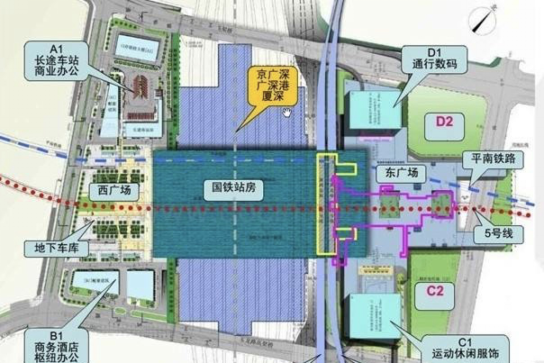 A1
长途车站
商业办公
京广深
广深港
厦深
D1
通行数码
D2
平南铁路
西广场
国铁站房
东广场
5号线
地下车库
C2
B1
商务酒店
枢纽办公
C1
运动休闲服饰